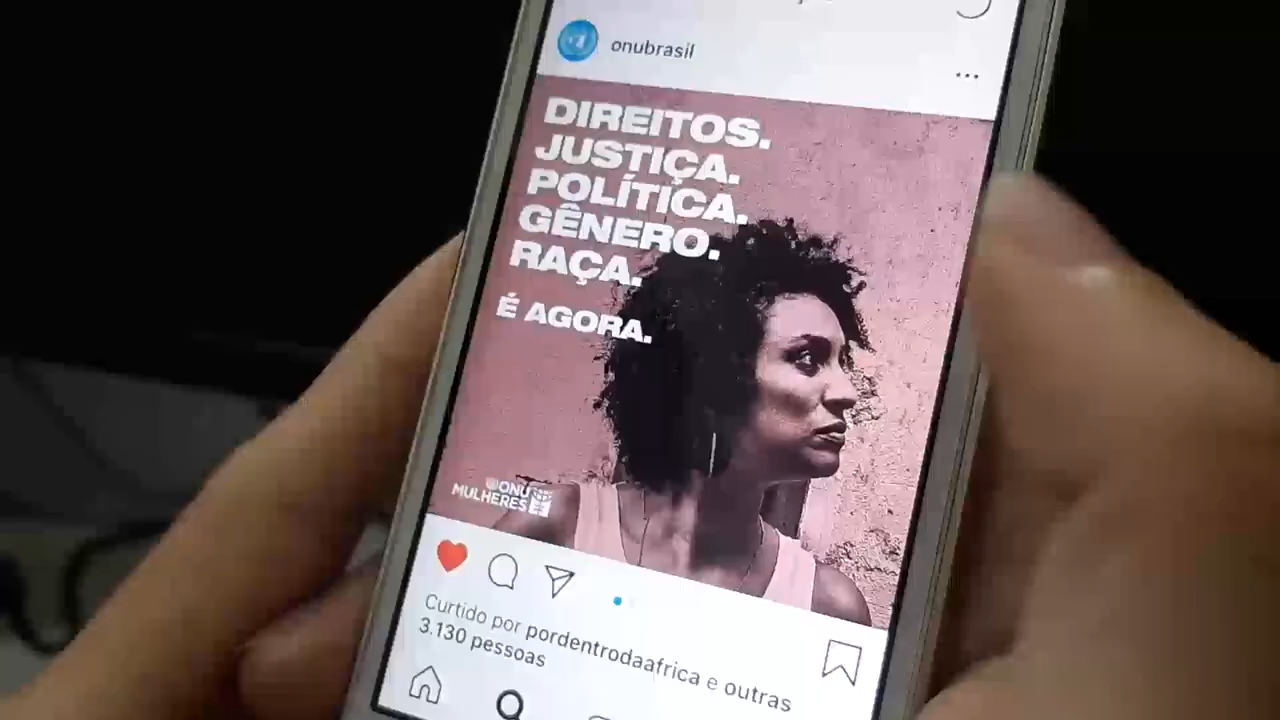 onubrasil
DIREITOS.
JUSTIÇA.
POLÍTICA.
GÊNERO.
RAÇA.
É AGORA.
ONU
MULHERES
Curtido por pordentrodaafrica e outras
3.130 pessoas